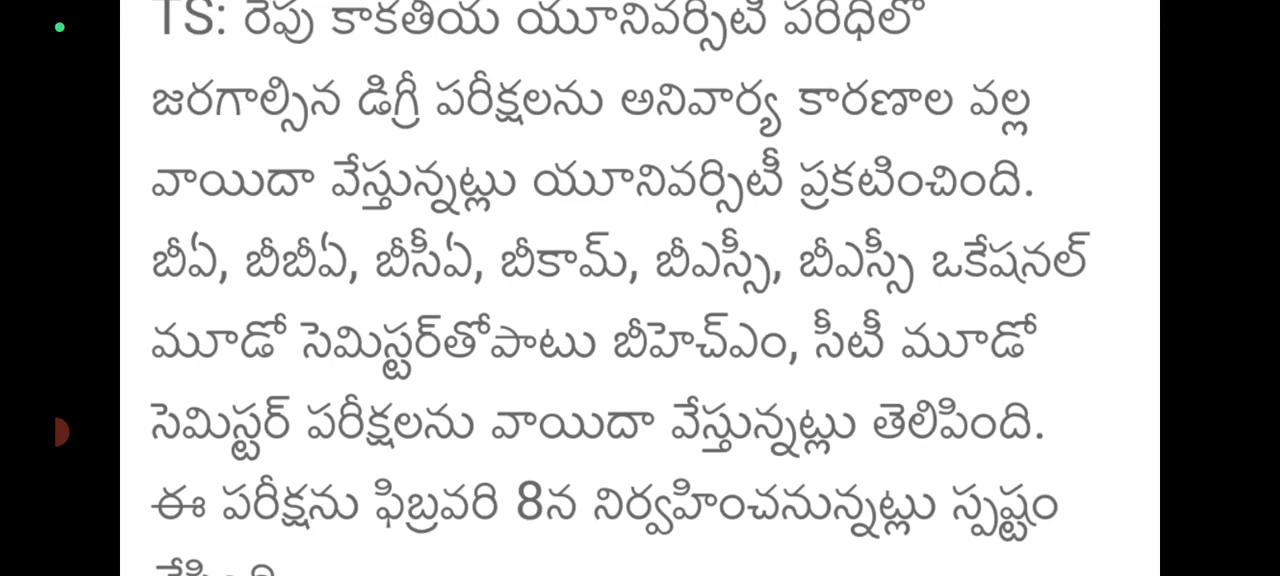 TS: రేపు కాకతీయ యూనివర్సిటీ పరిధిలో
జరగాల్సిన డిగ్రీ పరీక్షలను అనివార్య కారణాల వల్ల
వాయిదా వేస్తున్నట్లు యూనివర్సిటీ ప్రకటించింది.
బీఏ, బీబీఏ, బీసీఏ, బీకామ్, బీఎస్సీ, బీఎస్సీ ఒకేషనల్
మూడో సెమిస్టర్‌తోపాటు బీహెచ్ఎం, సీటీ మూడో
సెమిస్టర్ పరీక్షలను వాయిదా వేస్తున్నట్లు తెలిపింది.
ఈ పరీక్షను ఫిబ్రవరి 8న నిర్వహించనున్నట్లు స్పష్టం